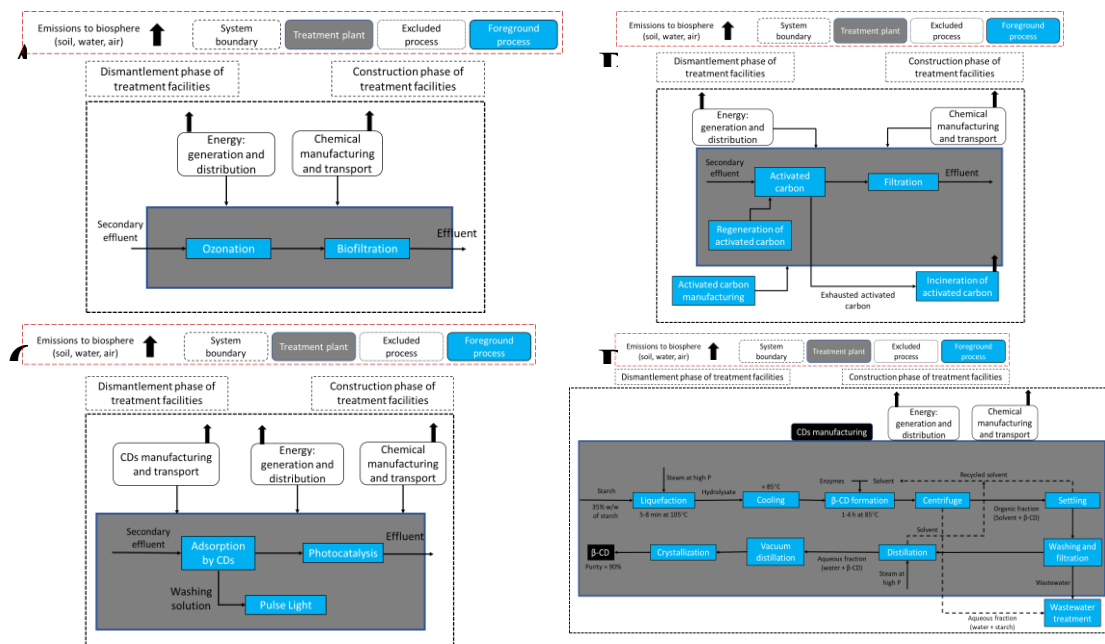 Emissions to biosphere
(soil, water, air)
System
boundary
Treatment plant
Excluded
process
Foreground
process
Dismantlement phase of
treatment facilities
Construction phase of
treatment facilities
Energy:
generation and
distribution
Chemical
manufacturing
and transport
Secondary
effluent
Ozonation
Biofiltration
Effluent
Emissions to biosphere
(soil, water, air)
System
boundary
Treatment plant
Excluded
process
Foreground
process
Dismantlement phase of
treatment facilities
Construction phase of
treatment facilities
Energy:
generation and
distribution
Chemical
manufacturing
and transport
Secondary
effluent
Activated
carbon
Filtration
Effluent
Regeneration of
activated carbon
Activated carbon
manufacturing
Exhausted activated
carbon
Incineration of
activated carbon
Emissions to biosphere
(soil, water, air)
System
boundary
Treatment plant
Excluded
process
Foreground
process
Dismantlement phase of
treatment facilities
Construction phase of
treatment facilities
CDs manufacturing
and transport
Energy:
generation and
distribution
Chemical
manufacturing
and transport
Secondary
effluent
Adsorption
by CDs
Photocatalysis
Effluent
Washing
solution
Pulse Light
Emissions to biosphere
(soil, water, air)
System
boundary
Treatment plant
Excluded
process
Foreground
process
Dismantlement phase of treatment facilities
Construction phase of treatment facilities
CDs manufacturing
Energy:
generation and
distribution
Chemical
manufacturing
and transport
Recycled solvent
Steam at
high P
Starch
35% w/w
of starch
Liquefaction
5-8 min at 105°C
Hydrolysate
Cooling
Enzymes
Solvent
β-CD formation
1-4 h at 85°C
Centrifuge
Organic fraction
(Solvent + β-CD)
Settling
Solvent
β-CD
Purity = 90%
Crystallization
Vacuum
distillation
Aqueous fraction
(water + β-CD)
Distillation
Steam at
high P
Washing and
filtration
Wastewater
Aqueous fraction
(water + starch)
Wastewater
treatment